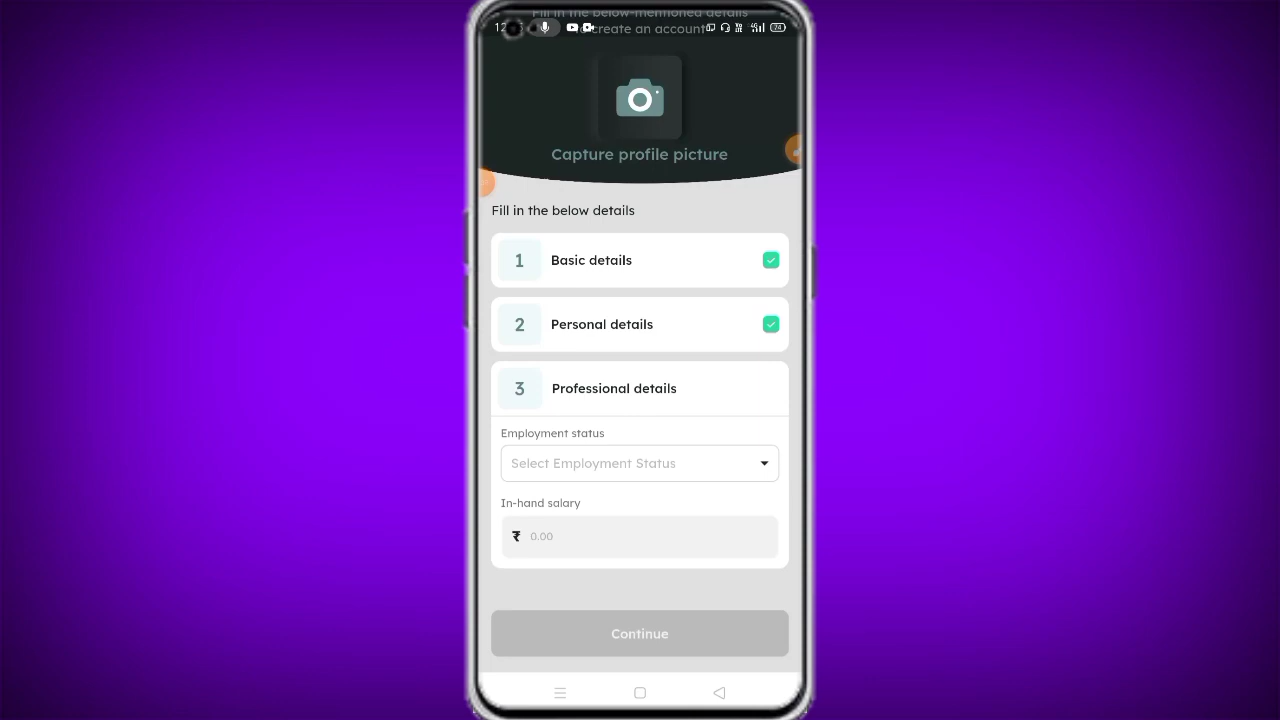 Fill in the below-mentioned details
to create an account
Capture profile picture
Fill in the below details
1 Basic details
2 Personal details
3 Professional details
Employment status
Select Employment Status
In-hand salary
₹ 0.00
Continue